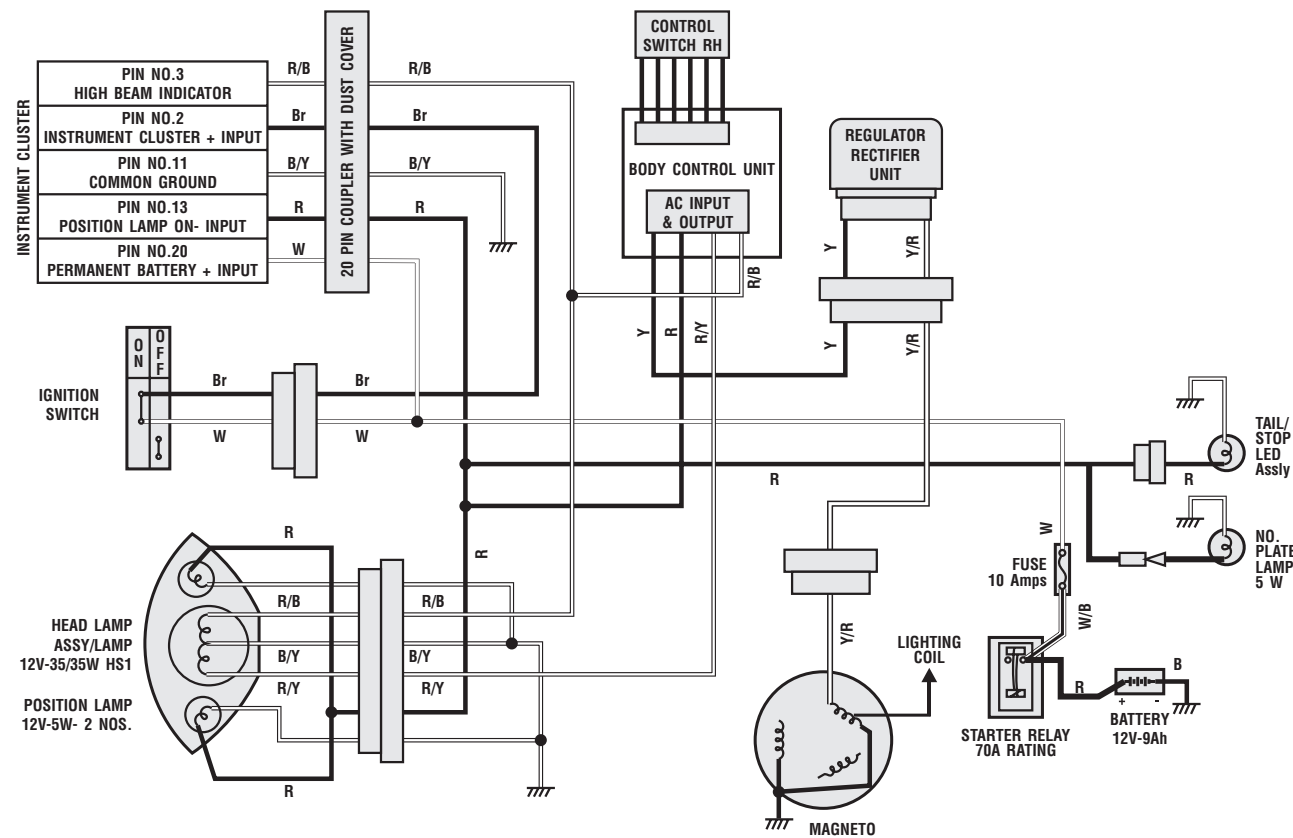 INSTRUMENT CLUSTER
PIN NO.3
HIGH BEAM INDICATOR
PIN NO.2
INSTRUMENT CLUSTER + INPUT
PIN NO.11
COMMON GROUND
PIN NO.13
POSITION LAMP ON- INPUT
PIN NO.20
PERMANENT BATTERY + INPUT
R/B
Br
B/Y
R
W
20 PIN COUPLER WITH DUST COVER
R/B
Br
B/Y
R
CONTROL
SWITCH RH
BODY CONTROL UNIT
AC INPUT
& OUTPUT
Y
R
R/Y
R/B
REGULATOR
RECTIFIER
UNIT
Y
Y/R
Y
Y/R
IGNITION
SWITCH
ON
OFF
Br
W
Br
W
R
R
TAIL/
STOP
LED
Assly
NO.
PLATE
LAMP
5 W
W
FUSE
10 Amps
W/B
R
B
+
-
STARTER RELAY
70A RATING
BATTERY
12V-9Ah
HEAD LAMP
ASSY/LAMP
12V-35/35W HS1
POSITION LAMP
12V-5W- 2 NOS.
R
R/B
B/Y
R/Y
R
R/B
B/Y
R/Y
R
Y/R
LIGHTING
COIL
MAGNETO